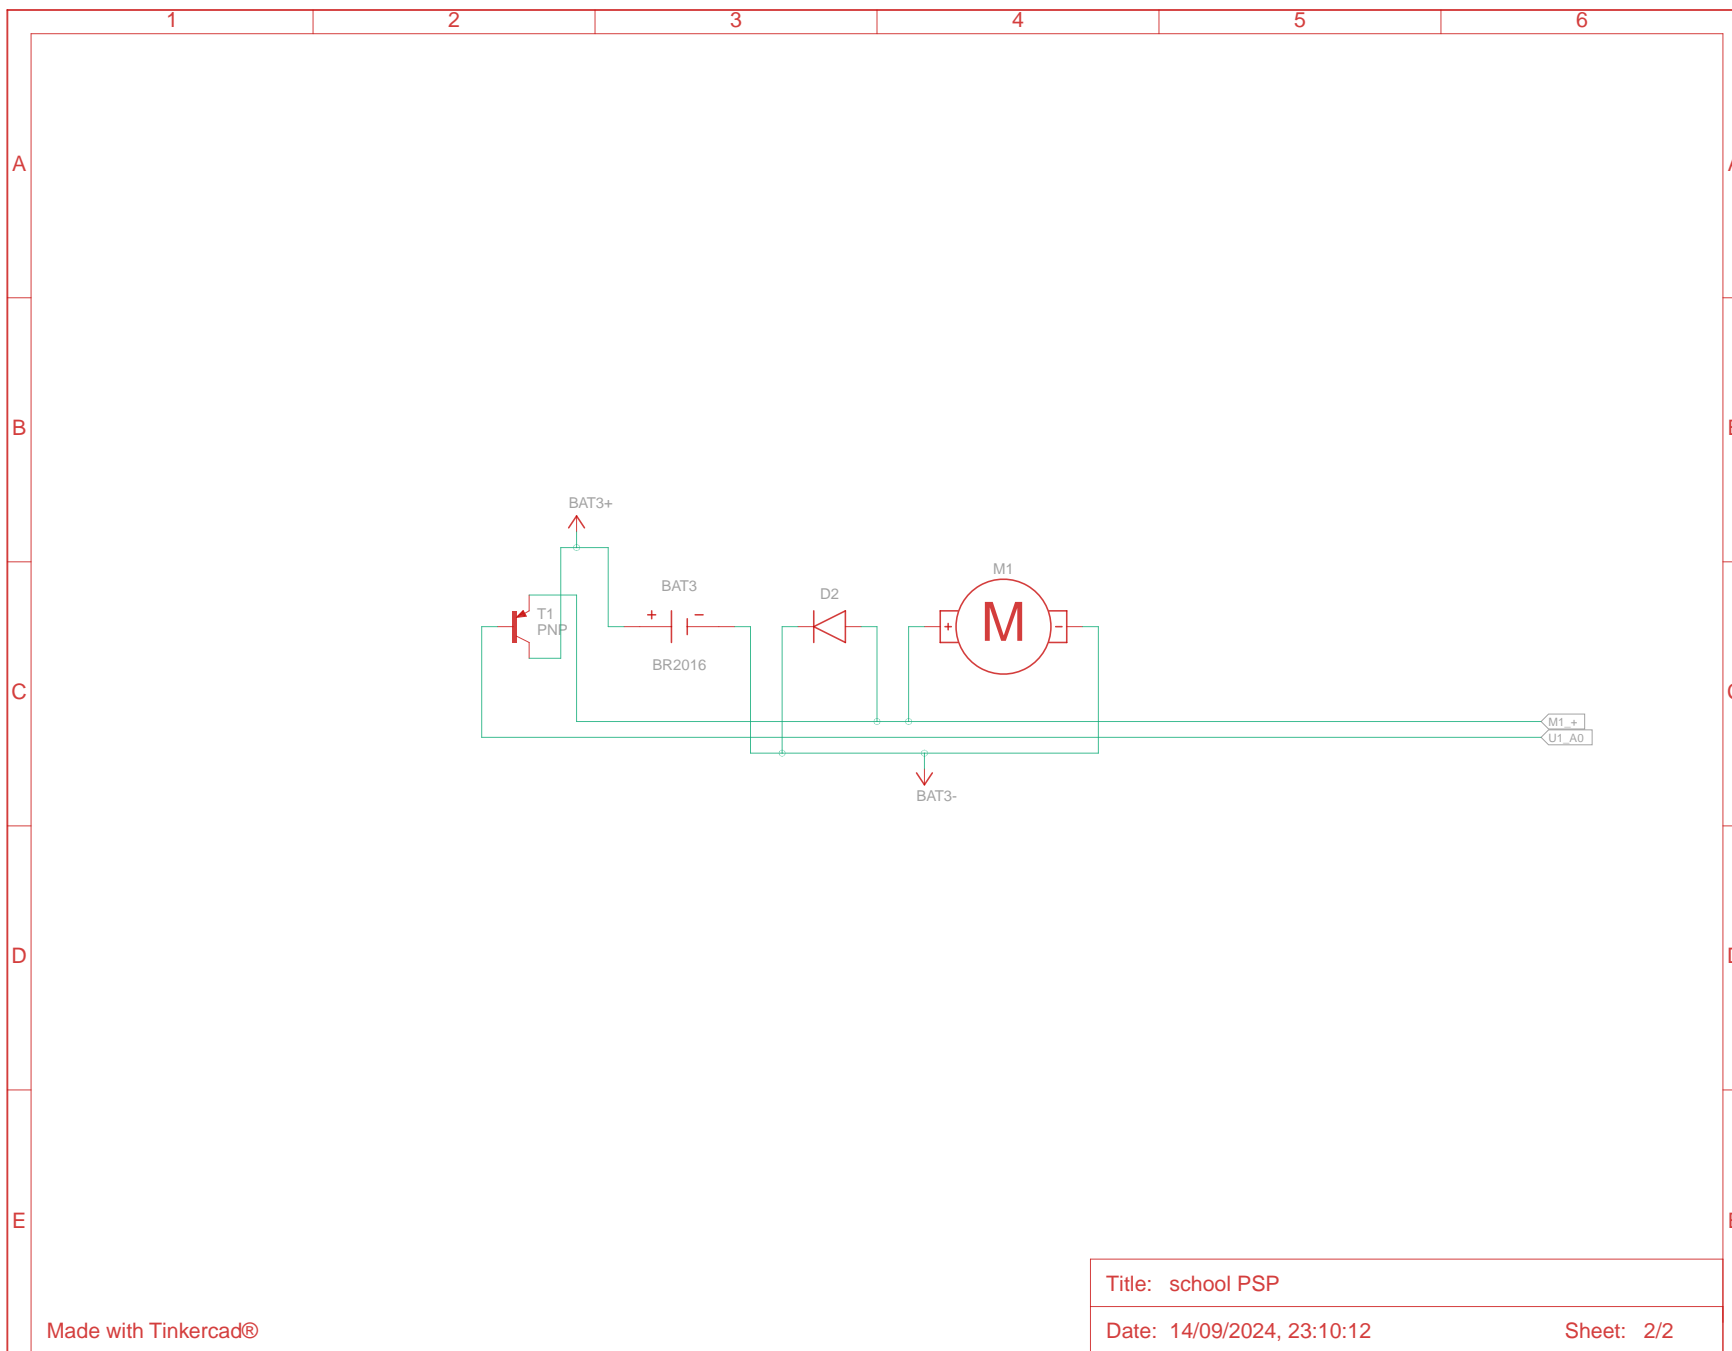 1 2 3 4 5 6
A
B
BAT3+
M1
BAT3
D2
+ -
T1
PNP
M
+ -
BR2016
C
M1_+
U1_A0
BAT3-
D
E
Title: school PSP
Made with Tinkercad®
Date: 14/09/2024, 23:10:12 Sheet: 2/2